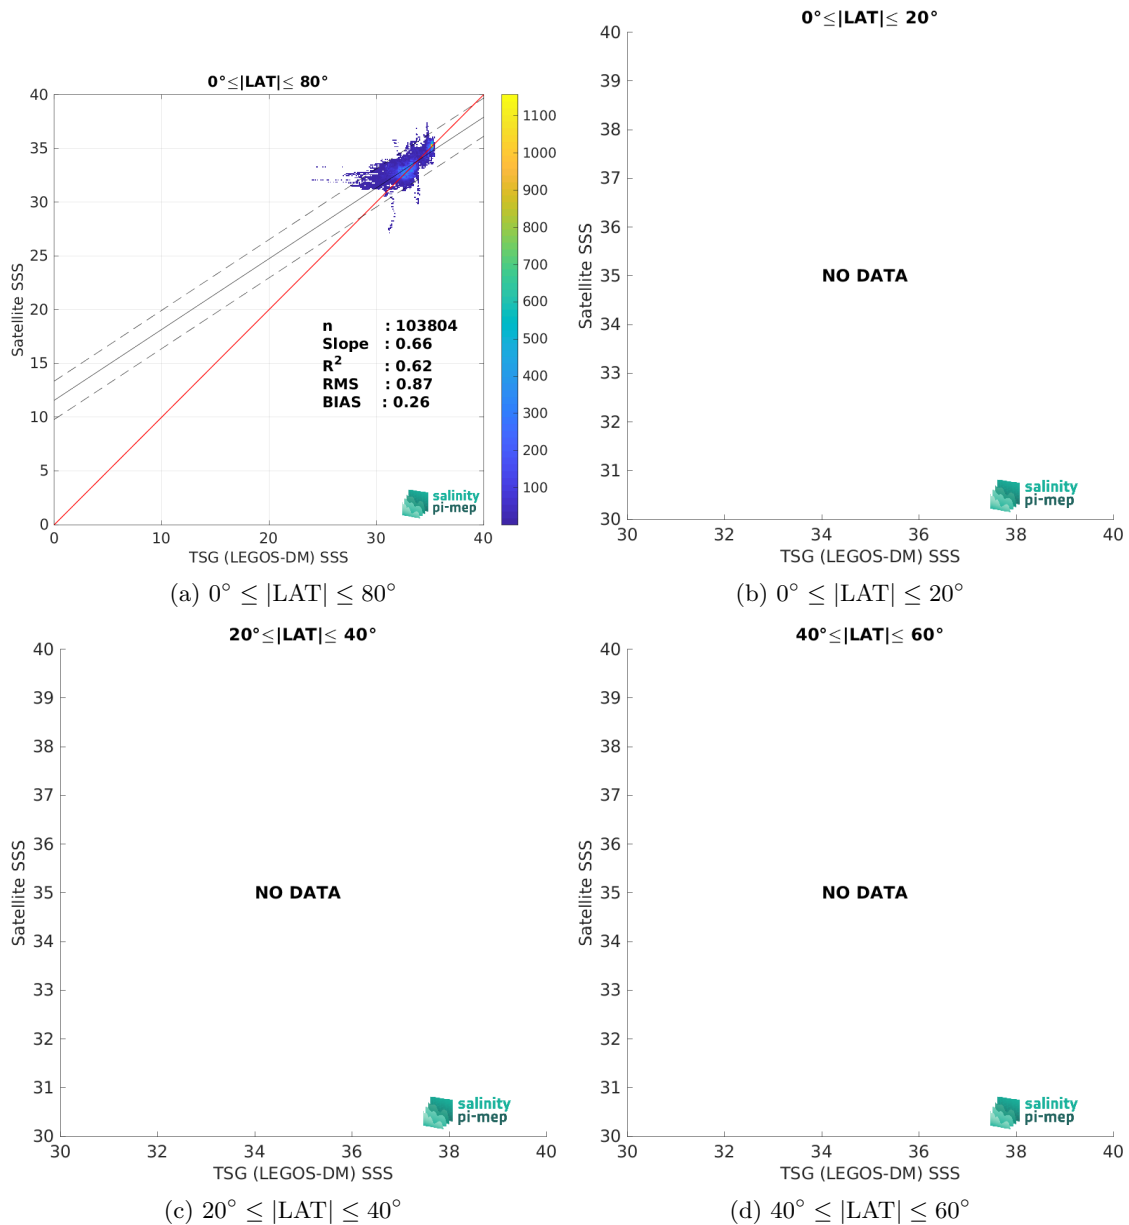 0°≤|LAT|≤ 80°
40
35
30
25
20
15
10
5
0
Satellite SSS
0
10
20
30
40
TSG (LEGOS-DM) SSS
n : 103804
Slope : 0.66
R2 : 0.62
RMS : 0.87
BIAS : 0.26
salinity
pi-mep
1100
1000
900
800
700
600
500
400
300
200
100
(a) 0° ≤ |LAT| ≤ 80°
0°≤|LAT|≤ 20°
40
39
38
37
36
35
34
33
32
31
30
Satellite SSS
NO DATA
salinity
pi-mep
30
32
34
36
38
40
TSG (LEGOS-DM) SSS
(b) 0° ≤ |LAT| ≤ 20°
20°≤|LAT|≤ 40°
40
39
38
37
36
35
34
33
32
31
30
Satellite SSS
NO DATA
salinity
pi-mep
30
32
34
36
38
40
TSG (LEGOS-DM) SSS
(c) 20° ≤ |LAT| ≤ 40°
40°≤|LAT|≤ 60°
40
39
38
37
36
35
34
33
32
31
30
Satellite SSS
NO DATA
salinity
pi-mep
30
32
34
36
38
40
TSG (LEGOS-DM) SSS
(d) 40° ≤ |LAT| ≤ 60°